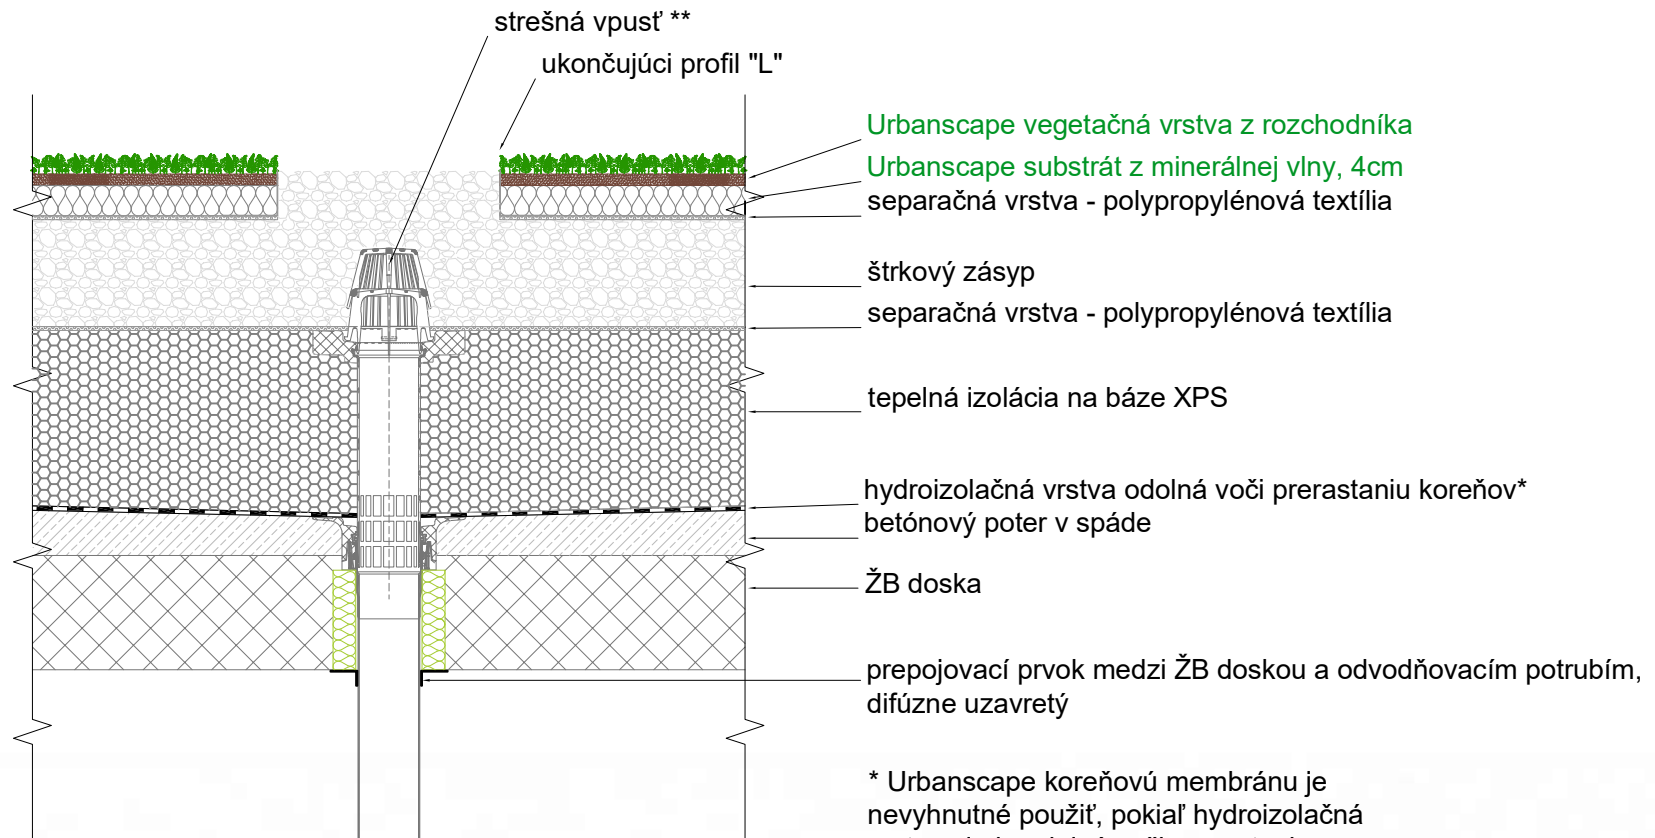 strešná vpusť **
ukončujúci profil "L"
Urbanscape vegetačná vrstva z rozchodníka
Urbanscape substrát z minerálnej vlny, 4cm
separačná vrstva - polypropylénová textília
štrkový zásyp
separačná vrstva - polypropylénová textília
tepelná izolácia na báze XPS
hydroizolačná vrstva odolná voči prerastaniu koreňov*
betónový poter v spáde
ŽB doska
prepojovací prvok medzi ŽB doskou a odvodňovacím potrubím,
difúzne uzavretý
* Urbanscape koreňovú membránu je
nevyhnutné použiť, pokiaľ hydroizolačná